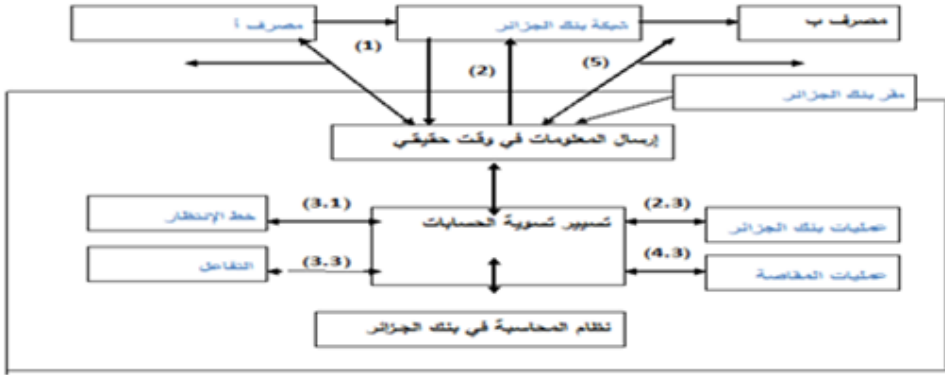 مصرف أ
شبكة بنك الجزائر
مصرف ب
(1)
(2)
(5)
مقر بنك الجزائر
إرسال المعلومات في وقت حقيقي
خط الإنتظار
(3.1)
تسيير تسوية الحسابات
(2.3)
عمليات بنك الجزائر
التفاعل
(3.3)
(4.3)
عمليات المقاصة
نظام المحاسبة في بنك الجزائر